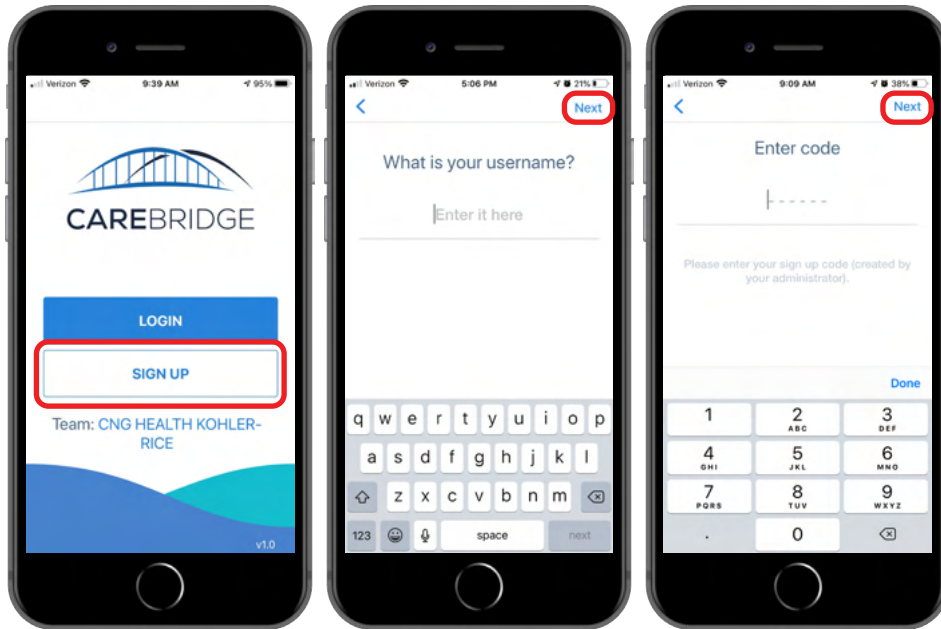 Verizon 9:39 AM 95%
CAREBRIDGE
LOGIN
SIGN UP
Team: CNG HEALTH KOHLER-
RICE
v1.0
Verizon 5:06 PM 21%
Next
What is your username?
Enter it here
q w e r t y u i o p
a s d f g h j k l
z x c v b n m
123 space next
Verizon 9:09 AM 38%
Next
Enter code
- - - - - -
Please enter your sign up code (created by
your administrator).
Done
1 2 3
ABC DEF
4 5 6
GHI JKL MNO
7 8 9
PQRS TUV WXYZ
. 0